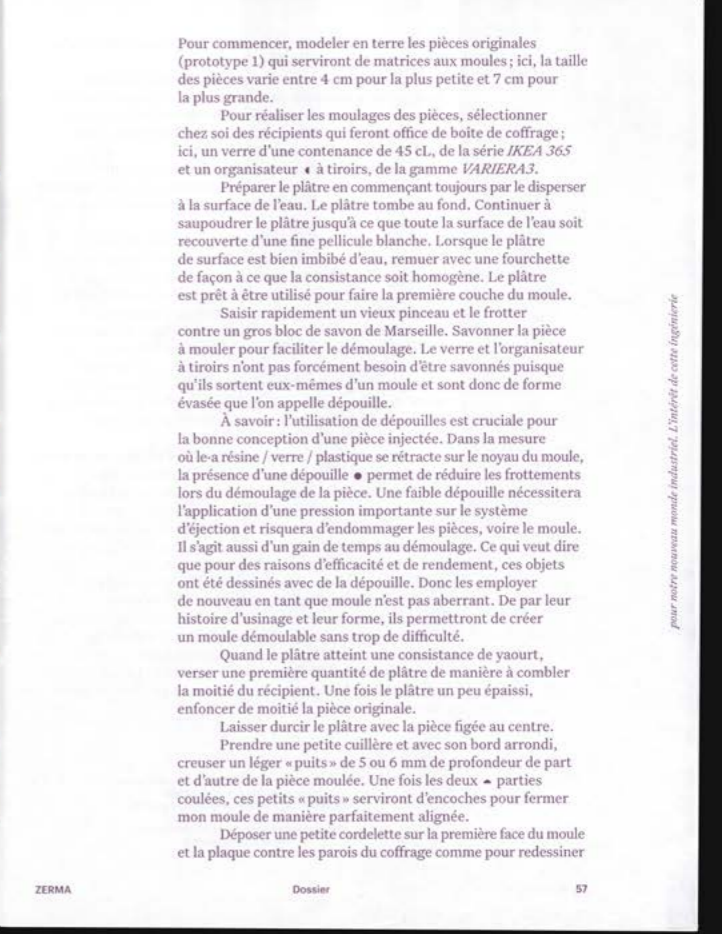 Pour commencer, modeler en terre les pièces originales
(prototype 1) qui serviront de matrices aux moules ; ici, la taille
des pièces varie entre 4 cm pour la plus petite et 7 cm pour
la plus grande.
Pour réaliser les moulages des pièces, sélectionner
chez soi des récipients qui feront office de boîte de coffrage ;
ici, un verre d'une contenance de 45 cL, de la série IKEA 365
et un organisateur ◖ à tiroirs, de la gamme VARIERA3.
Préparer le plâtre en commençant toujours par le disperser
à la surface de l'eau. Le plâtre tombe au fond. Continuer à
saupoudrer le plâtre jusqu'à ce que toute la surface de l'eau soit
recouverte d'une fine pellicule blanche. Lorsque le plâtre
de surface est bien imbibé d'eau, remuer avec une fourchette
de façon à ce que la consistance soit homogène. Le plâtre
est prêt à être utilisé pour faire la première couche du moule.
Saisir rapidement un vieux pinceau et le frotter
contre un gros bloc de savon de Marseille. Savonner la pièce
à mouler pour faciliter le démoulage. Le verre et l'organisateur
à tiroirs n'ont pas forcément besoin d'être savonnés puisque
qu'ils sortent eux-mêmes d'un moule et sont donc de forme
évasée que l'on appelle dépouille.
À savoir : l'utilisation de dépouilles est cruciale pour
la bonne conception d'une pièce injectée. Dans la mesure
où le·a résine / verre / plastique se rétracte sur le noyau du moule,
la présence d'une dépouille ● permet de réduire les frottements
lors du démoulage de la pièce. Une faible dépouille nécessitera
l'application d'une pression importante sur le système
d'éjection et risquera d'endommager les pièces, voire le moule.
Il s'agit aussi d'un gain de temps au démoulage. Ce qui veut dire
que pour des raisons d'efficacité et de rendement, ces objets
ont été dessinés avec de la dépouille. Donc les employer
de nouveau en tant que moule n'est pas aberrant. De par leur
histoire d'usinage et leur forme, ils permettront de créer
un moule démoulable sans trop de difficulté.
Quand le plâtre atteint une consistance de yaourt,
verser une première quantité de plâtre de manière à combler
la moitié du récipient. Une fois le plâtre un peu épaissi,
enfoncer de moitié la pièce originale.
Laisser durcir le plâtre avec la pièce figée au centre.
Prendre une petite cuillère et avec son bord arrondi,
creuser un léger « puits » de 5 ou 6 mm de profondeur de part
et d'autre de la pièce moulée. Une fois les deux ◓ parties
coulées, ces petits « puits » serviront d'encoches pour fermer
mon moule de manière parfaitement alignée.
Déposer une petite cordelette sur la première face du moule
et la plaque contre les parois du coffrage comme pour redessiner
pour notre nouveau monde industriel. L'intérêt de cette ingénierie
ZERMA Dossier 57